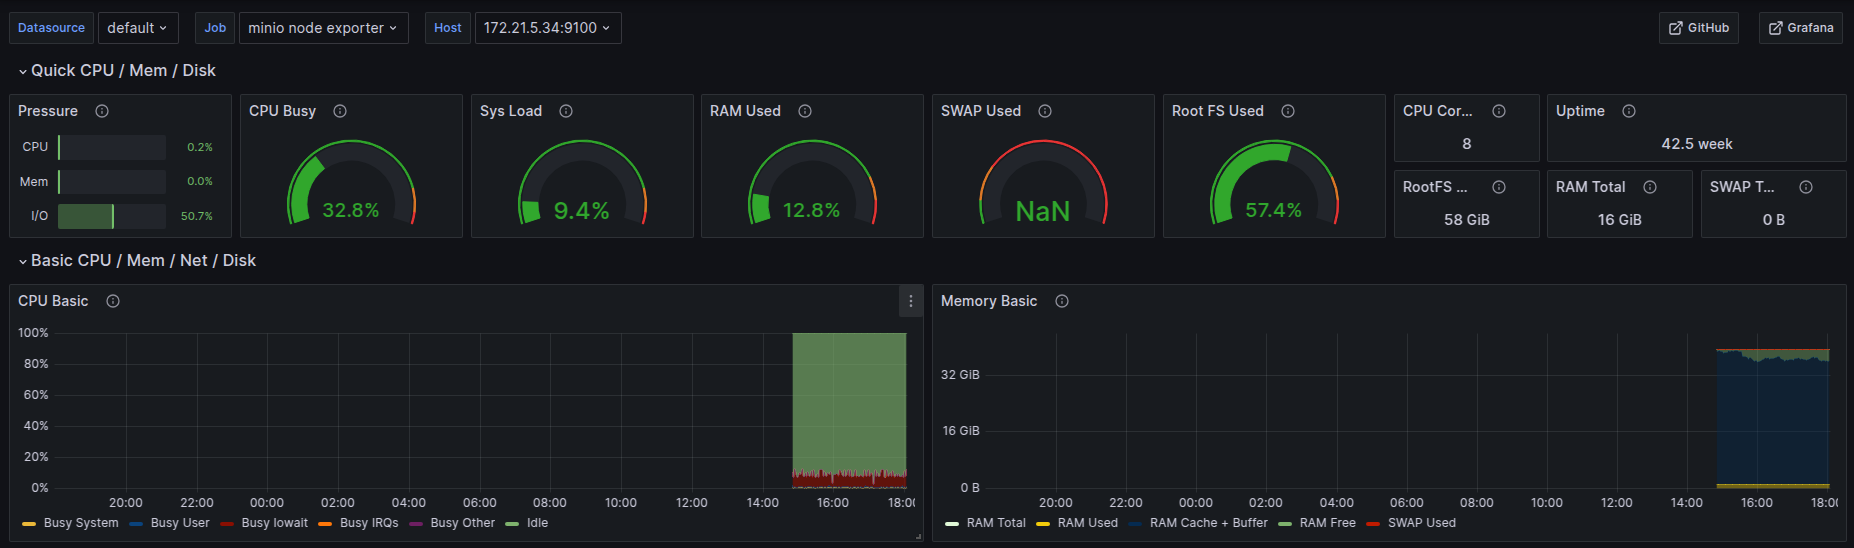 Datasource default Job minio node exporter Host 172.21.5.34:9100 GitHub Grafana
Quick CPU / Mem / Disk
Pressure CPU Busy Sys Load RAM Used SWAP Used Root FS Used CPU Cor... Uptime
CPU 0.2%
Mem 0.0%
I/O 50.7%
32.8%
9.4%
12.8%
NaN
57.4%
8
42.5 week
RootFS ... RAM Total SWAP T...
58 GiB 16 GiB 0 B
Basic CPU / Mem / Net / Disk
CPU Basic
100%
80%
60%
40%
20%
0%
20:00 22:00 00:00 02:00 04:00 06:00 08:00 10:00 12:00 14:00 16:00 18:00
Busy System Busy User Busy Iowait Busy IRQs Busy Other Idle
Memory Basic
32 GiB
16 GiB
0 B
20:00 22:00 00:00 02:00 04:00 06:00 08:00 10:00 12:00 14:00 16:00 18:00
RAM Total RAM Used RAM Cache + Buffer RAM Free SWAP Used